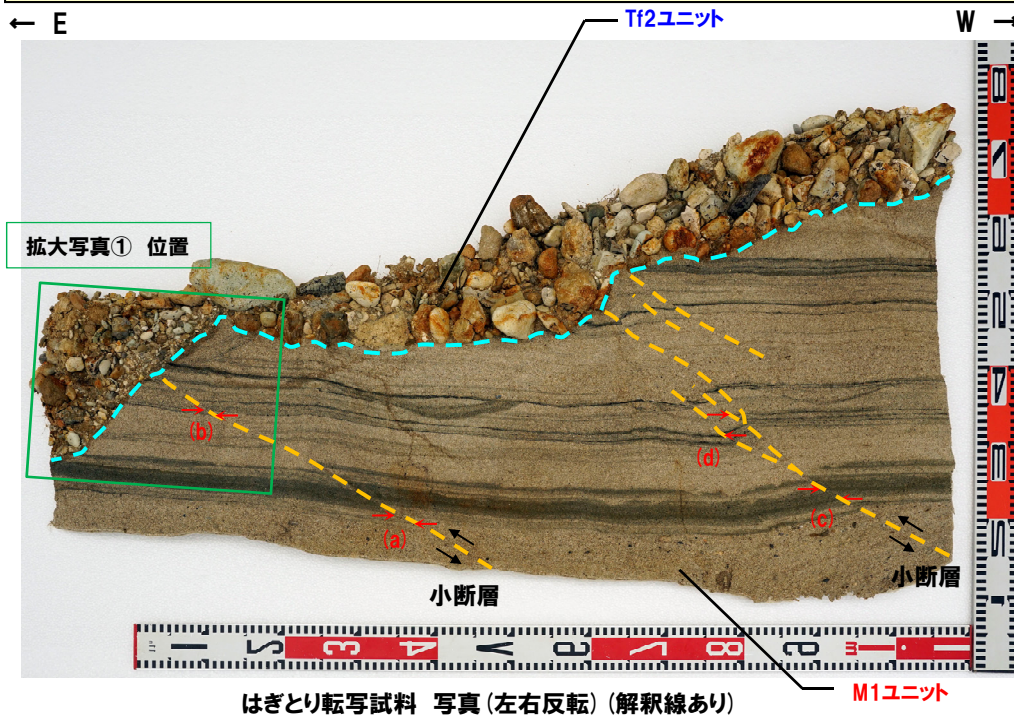 ← E
Tf2ユニット
W →
拡大写真① 位置
(b)
(d)
(a)
(c)
小断層
小断層
はぎとり転写試料 写真(左右反転)(解釈線あり)
M1ユニット